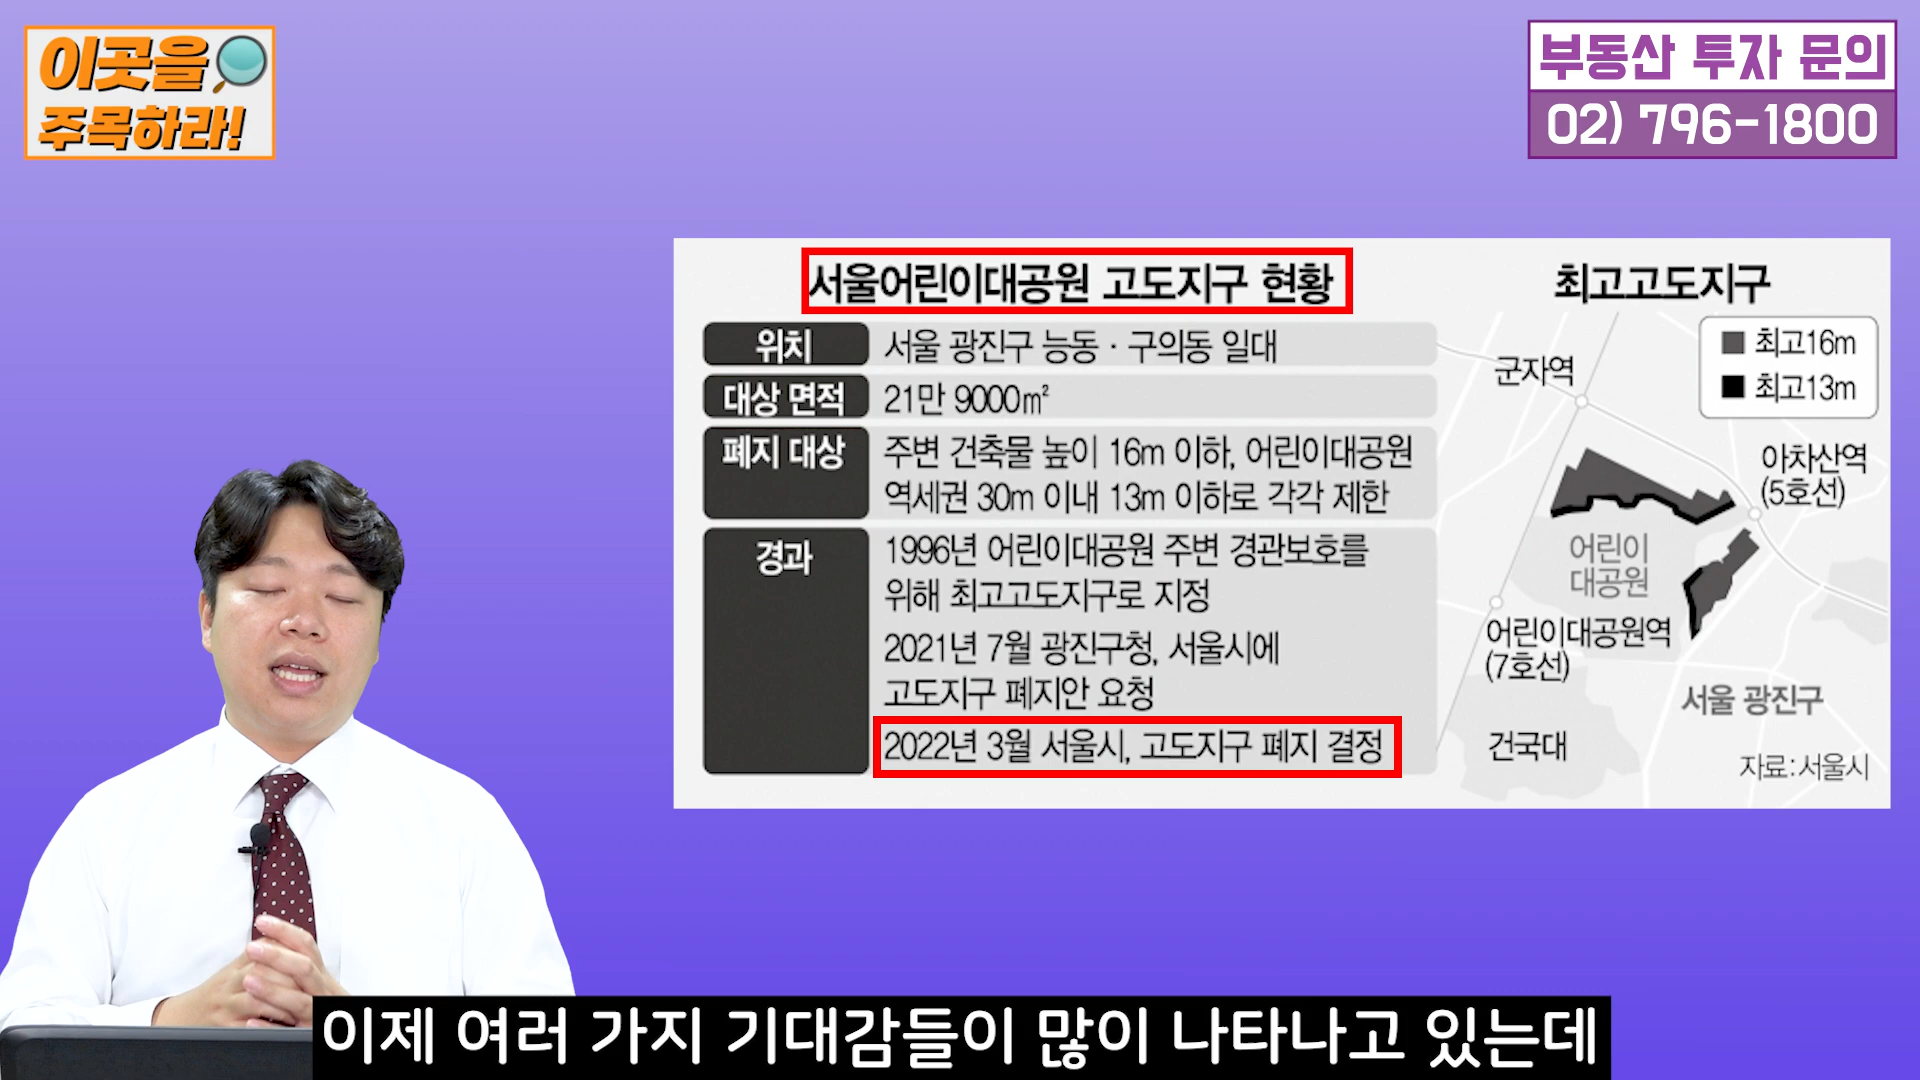 이곳을
주목하라!
부동산 투자 문의
02) 796-1800
서울어린이대공원 고도지구 현황
위치
서울 광진구 능동·구의동 일대
대상 면적
21만 9000㎡
폐지 대상
주변 건축물 높이 16m 이하, 어린이대공원
역세권 30m 이내 13m 이하로 각각 제한
경과
1996년 어린이대공원 주변 경관보호를
위해 최고고도지구로 지정
2021년 7월 광진구청, 서울시에
고도지구 폐지안 요청
2022년 3월 서울시, 고도지구 폐지 결정
최고고도지구
최고16m
최고13m
군자역
아차산역
(5호선)
어린이
대공원
어린이대공원역
(7호선)
서울 광진구
건국대
자료:서울시
이제 여러 가지 기대감들이 많이 나타나고 있는데